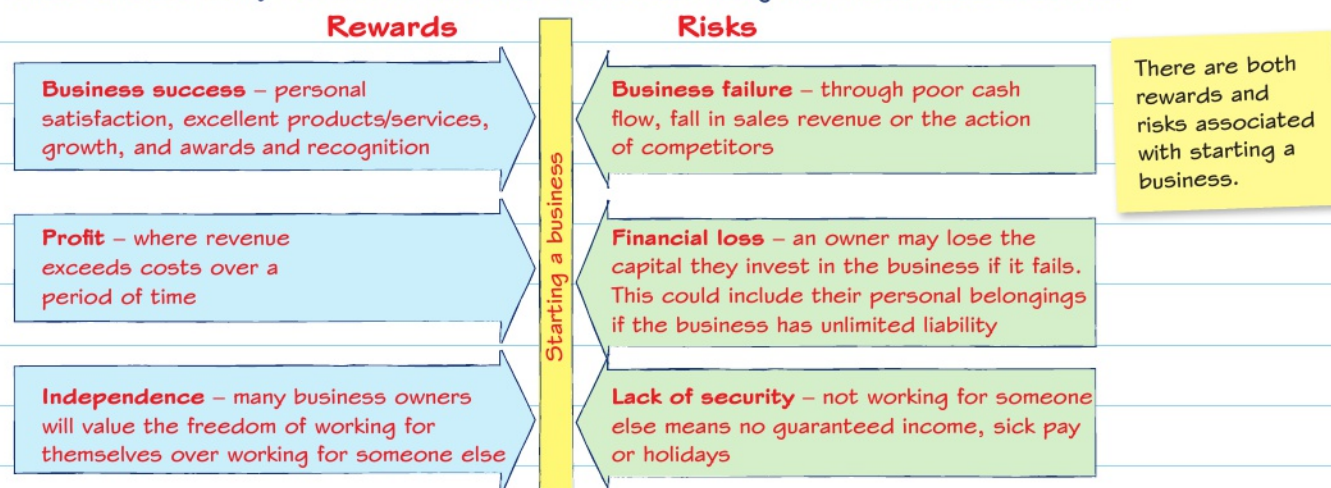 Rewards
Business success – personal
satisfaction, excellent products/services,
growth, and awards and recognition
Profit – where revenue
exceeds costs over a
period of time
Independence – many business owners
will value the freedom of working for
themselves over working for someone else
Starting a business
Risks
Business failure – through poor cash
flow, fall in sales revenue or the action
of competitors
Financial loss – an owner may lose the
capital they invest in the business if it fails.
This could include their personal belongings
if the business has unlimited liability
Lack of security – not working for someone
else means no guaranteed income, sick pay
or holidays
There are both
rewards and
risks associated
with starting a
business.